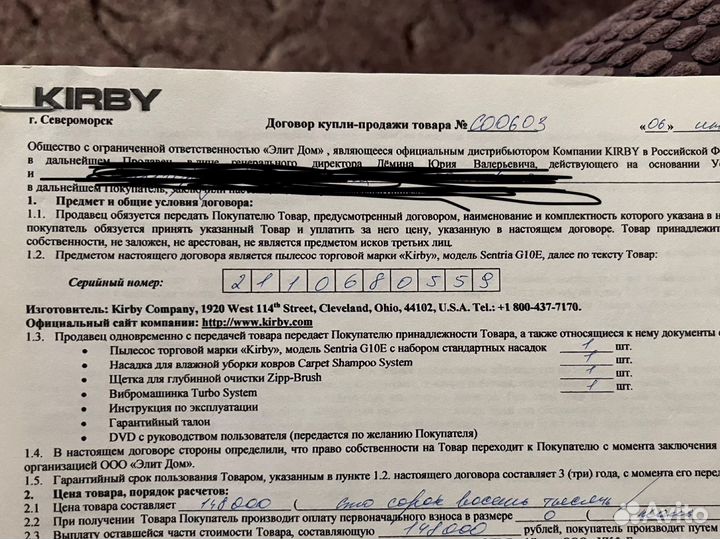 KIRBY
г. Североморск Договор купли-продажи товара № С00603 «06» ию
Общество с ограниченной ответственностью «Элит Дом» , являющееся официальным дистрибьютором Компании KIRBY в Российской Ф
в дальнейшем Продавец в лице генерального директора Дёмина Юрия Валерьевича, действующего на основании Ус
и
в дальнейшем Покупатель,
1. Предмет и общие условия договора:
1.1. Продавец обязуется передать Покупателю Товар, предусмотренный договором, наименование и комплектность которого указана в н
покупатель обязуется принять указанный Товар и уплатить за него цену, указанную в настоящем договоре. Товар принадлежит
собственности, не заложен, не арестован, не является предметом исков третьих лиц.
1.2. Предметом настоящего договора является пылесос торговой марки «Kirby», модель Sentria G10E, далее по тексту Товар:
Серийный номер: 2110680559
Изготовитель: Kirby Company, 1920 West 114th Street, Cleveland, Ohio, 44102, U.S.A. Tel.: +1 800-437-7170.
Официальный сайт компании: http://www.kirby.com
1.3. Продавец одновременно с передачей товара передает Покупателю принадлежности Товара, а также относящиеся к нему документы
• Пылесос торговой марки «Kirby», модель Sentria G10E с набором стандартных насадок 1 шт.
• Насадка для влажной уборки ковров Carpet Shampoo System 1 шт.
• Щетка для глубинной очистки Zipp-Brush 1 шт.
• Вибромашинка Turbo System 1 шт.
• Инструкция по эксплуатации
• Гарантийный талон
• DVD с руководством пользователя (передается по желанию Покупателя)
1.4. В настоящем договоре стороны определили, что право собственности на Товар переходит к Покупателю с момента заключения
организацией ООО «Элит Дом».
1.5. Гарантийный срок пользования Товаром, указанным в пункте 1.2. настоящего договора составляет 3 (три) года, с момента его перед
2. Цена товара, порядок расчетов:
2.1 Цена товара составляет 148000 ( сто сорок восемь тысяч
2.2 При получении Товара Покупатель производит оплату первоначального взноса в размере 0 (
2.3 Выплату оставшейся части стоимости Товара, составляющую 148000 рублей, покупатель производит путем
Avito